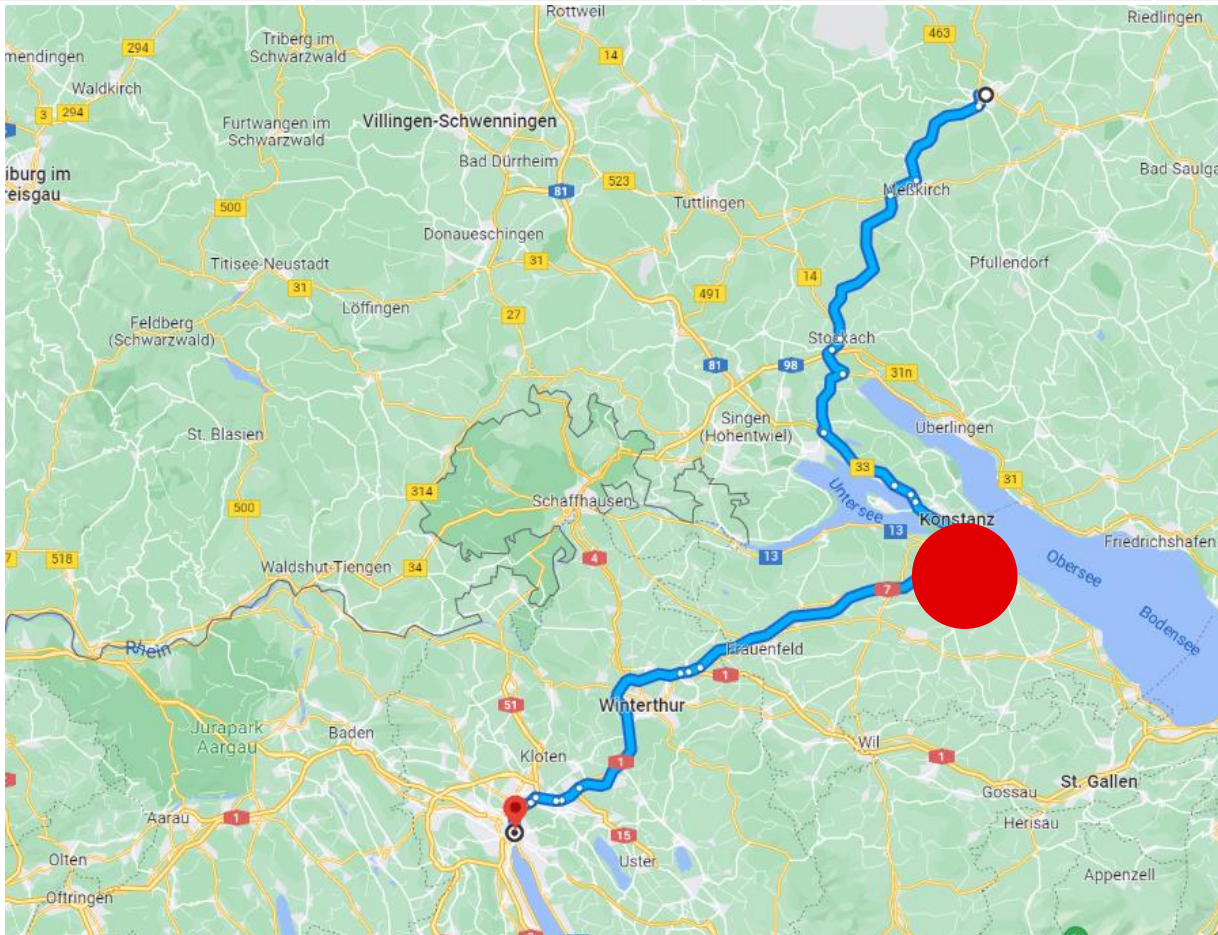 Rottweil
Riedlingen
463
294
Triberg im
Schwarzwald
mendingen
14
Waldkirch
3
294
Furtwangen im
Schwarzwald
Villingen-Schwenningen
Bad Dürrheim
iburg im
reisgau
Bad Saulga
81
523
Meßkirch
500
Tuttlingen
Donaueschingen
Titisee-Neustadt
31
Pfullendorf
31
14
491
Löffingen
27
Feldberg
(Schwarzwald)
Stockach
81
98
31n
Singen
(Hohentwiel)
Überlingen
St. Blasien
33
31
314
Untersee
Schaffhausen
500
Konstanz
13
Friedrichshafen
7
518
13
4
Obersee
Waldshut-Tiengen
34
7
Bodensee
Rhein
Frauenfeld
1
51
Winterthur
Jurapark
Aargau
Baden
Wil
Kloten
1
1
St. Gallen
Gossau
Aarau
1
Herisau
15
Olten
Uster
Appenzell
Oftringen